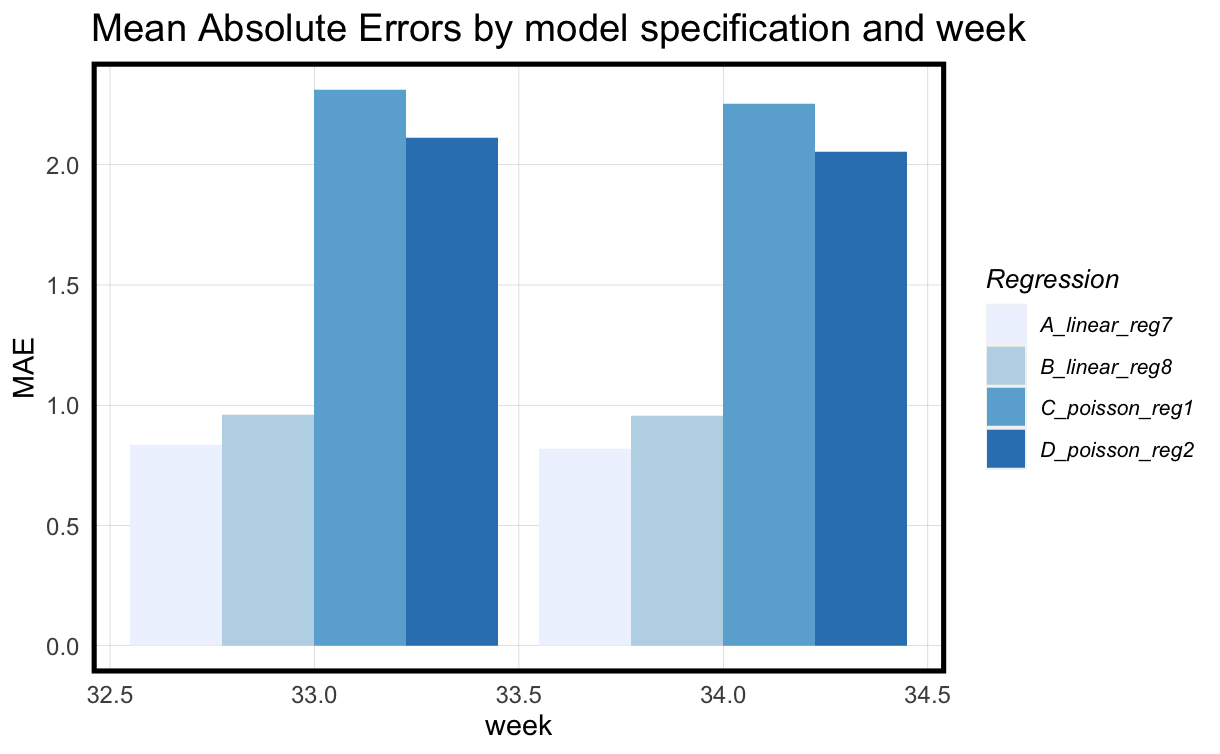 Mean Absolute Errors by model specification and week
MAE
2.0
1.5
1.0
0.5
0.0
32.5 33.0 33.5 34.0 34.5
week
Regression
A_linear_reg7
B_linear_reg8
C_poisson_reg1
D_poisson_reg2